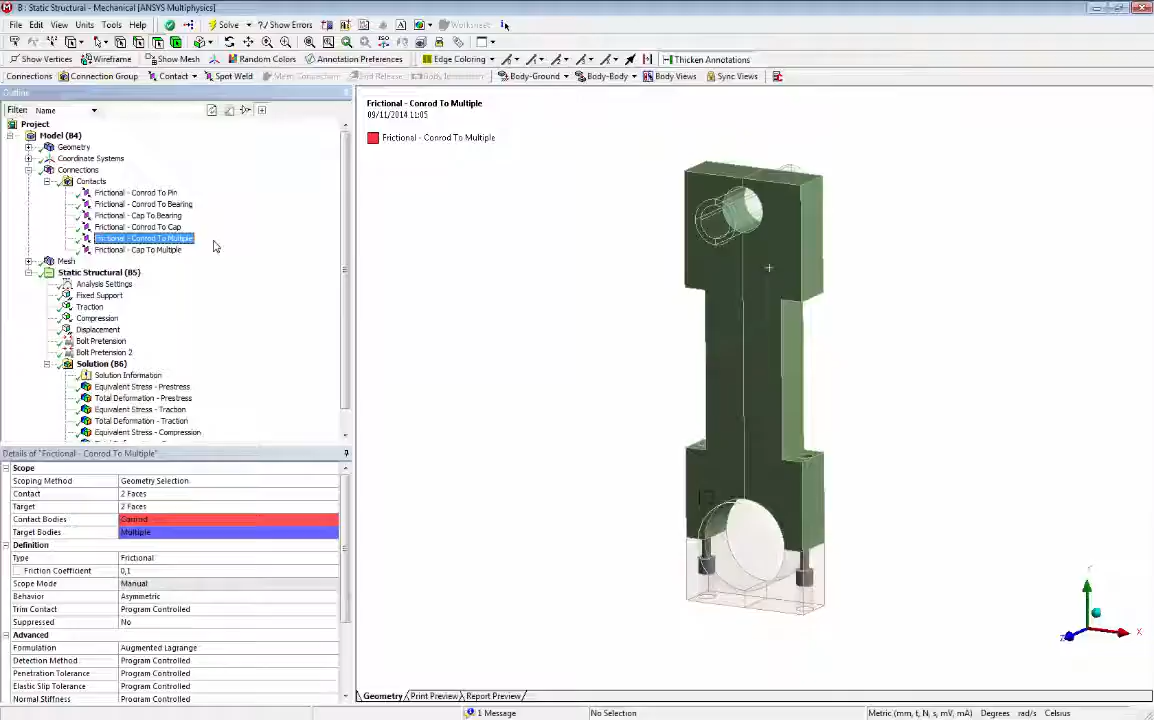 B : Static Structural - Mechanical [ANSYS Multiphysics]
File Edit View Units Tools Help Solve ?/Show Errors Worksheet
Show Vertices Wireframe Show Mesh Random Colors Annotation Preferences Edge Coloring Thicken Annotations
Connections Connection Group Contact Spot Weld End Release Body Interaction Body-Ground Body-Body Body Views Sync Views
Outline
Filter: Name
Project
Model (B4)
Geometry
Coordinate Systems
Connections
Contacts
Frictional - Conrod To Pin
Frictional - Conrod To Bearing
Frictional - Cap To Bearing
Frictional - Conrod To Cap
Frictional - Conrod To Multiple
Frictional - Cap To Multiple
Mesh
Static Structural (B5)
Analysis Settings
Fixed Support
Traction
Compression
Displacement
Bolt Pretension
Bolt Pretension 2
Solution (B6)
Solution Information
Equivalent Stress - Prestress
Total Deformation - Prestress
Equivalent Stress - Traction
Total Deformation - Traction
Equivalent Stress - Compression
Details of "Frictional - Conrod To Multiple"
Scope
Scoping Method Geometry Selection
Contact 2 Faces
Target 2 Faces
Contact Bodies Conrod
Target Bodies Multiple
Definition
Type Frictional
Friction Coefficient 0,1
Scope Mode Manual
Behavior Asymmetric
Trim Contact Program Controlled
Suppressed No
Advanced
Formulation Augmented Lagrange
Detection Method Program Controlled
Penetration Tolerance Program Controlled
Elastic Slip Tolerance Program Controlled
Normal Stiffness Program Controlled
Frictional - Conrod To Multiple
09/11/2014 11:05
Frictional - Conrod To Multiple
Y
X
Z
Geometry Print Preview Report Preview
1 Message No Selection Metric (mm, t, N, s, mV, mA) Degrees rad/s Celsius